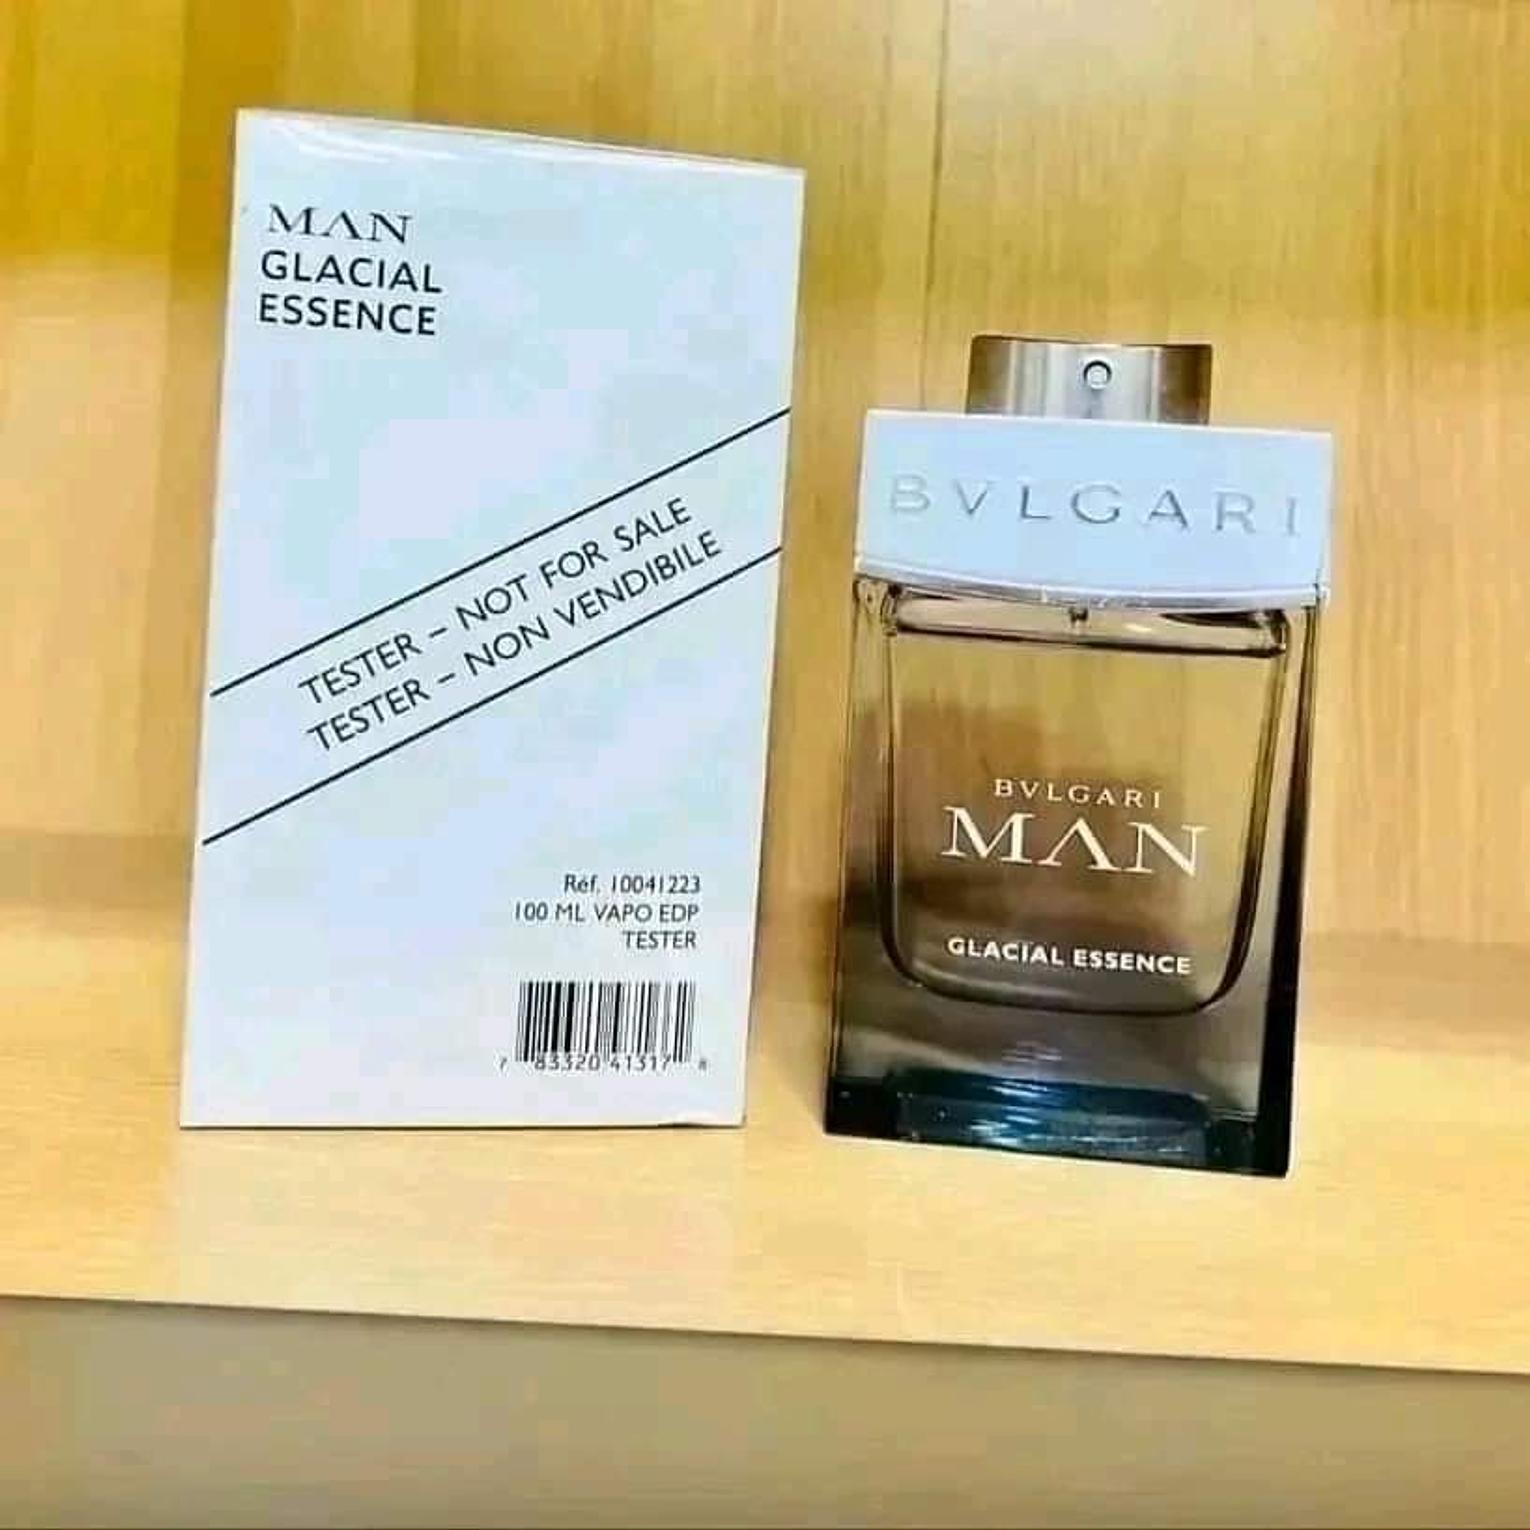 MAN
GLACIAL
ESSENCE
TESTER – NOT FOR SALE
TESTER – NON VENDIBILE
Réf. 10041223
100 ML VAPO EDP
TESTER
7 83320 41317 8
BVLGARI
BVLGARI
MAN
GLACIAL ESSENCE